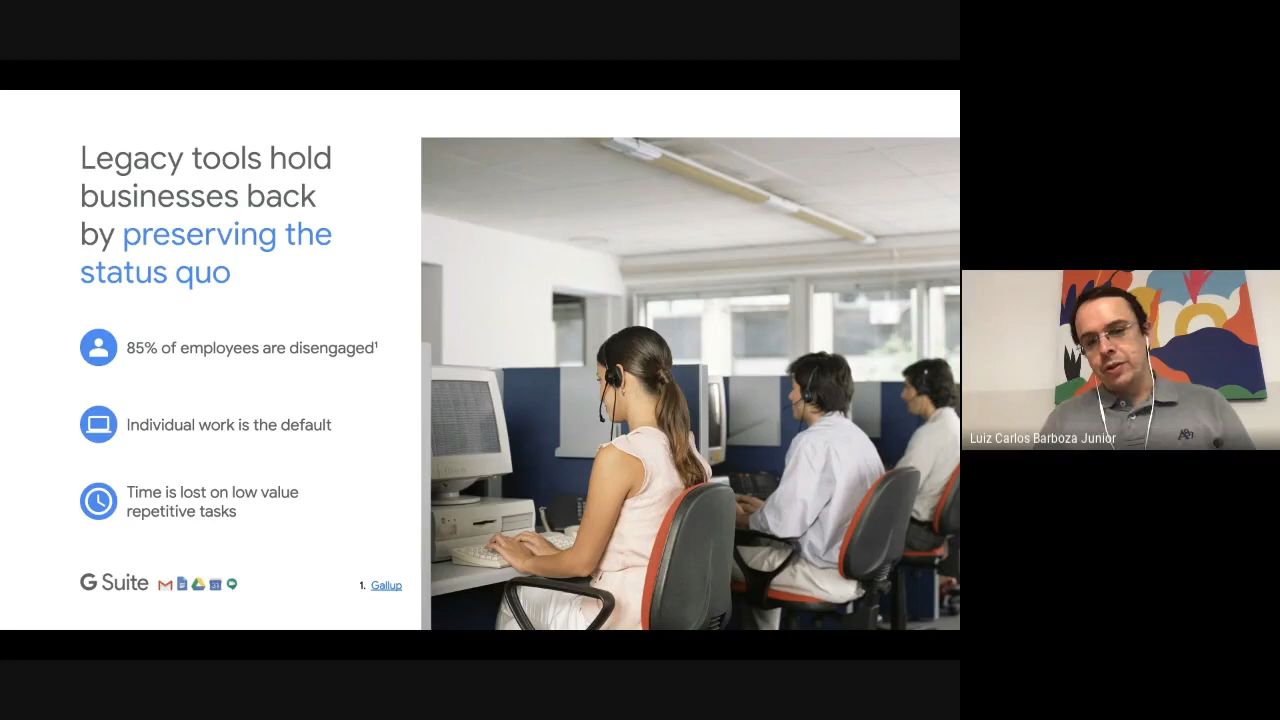 Legacy tools hold
businesses back
by preserving the
status quo
85% of employees are disengaged¹
Individual work is the default
Time is lost on low value
repetitive tasks
G Suite
31
1. Gallup
Luiz Carlos Barboza Junior